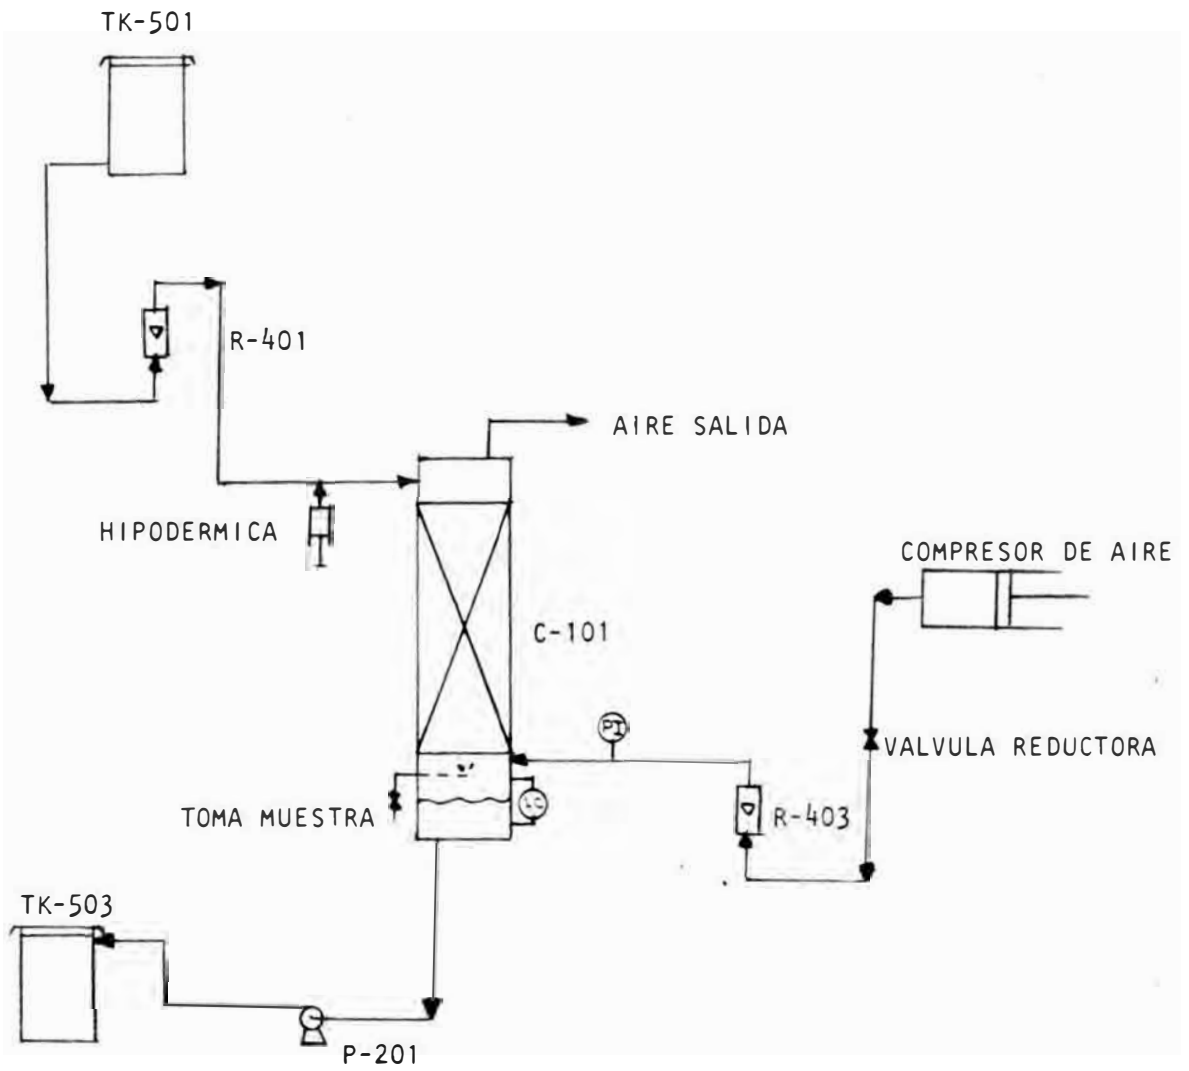 TK-501
R-401
AIRE SALIDA
HIPODERMICA
COMPRESOR DE AIRE
C-101
PI
VALVULA REDUCTORA
TOMA MUESTRA
LC
R-403
TK-503
P-201